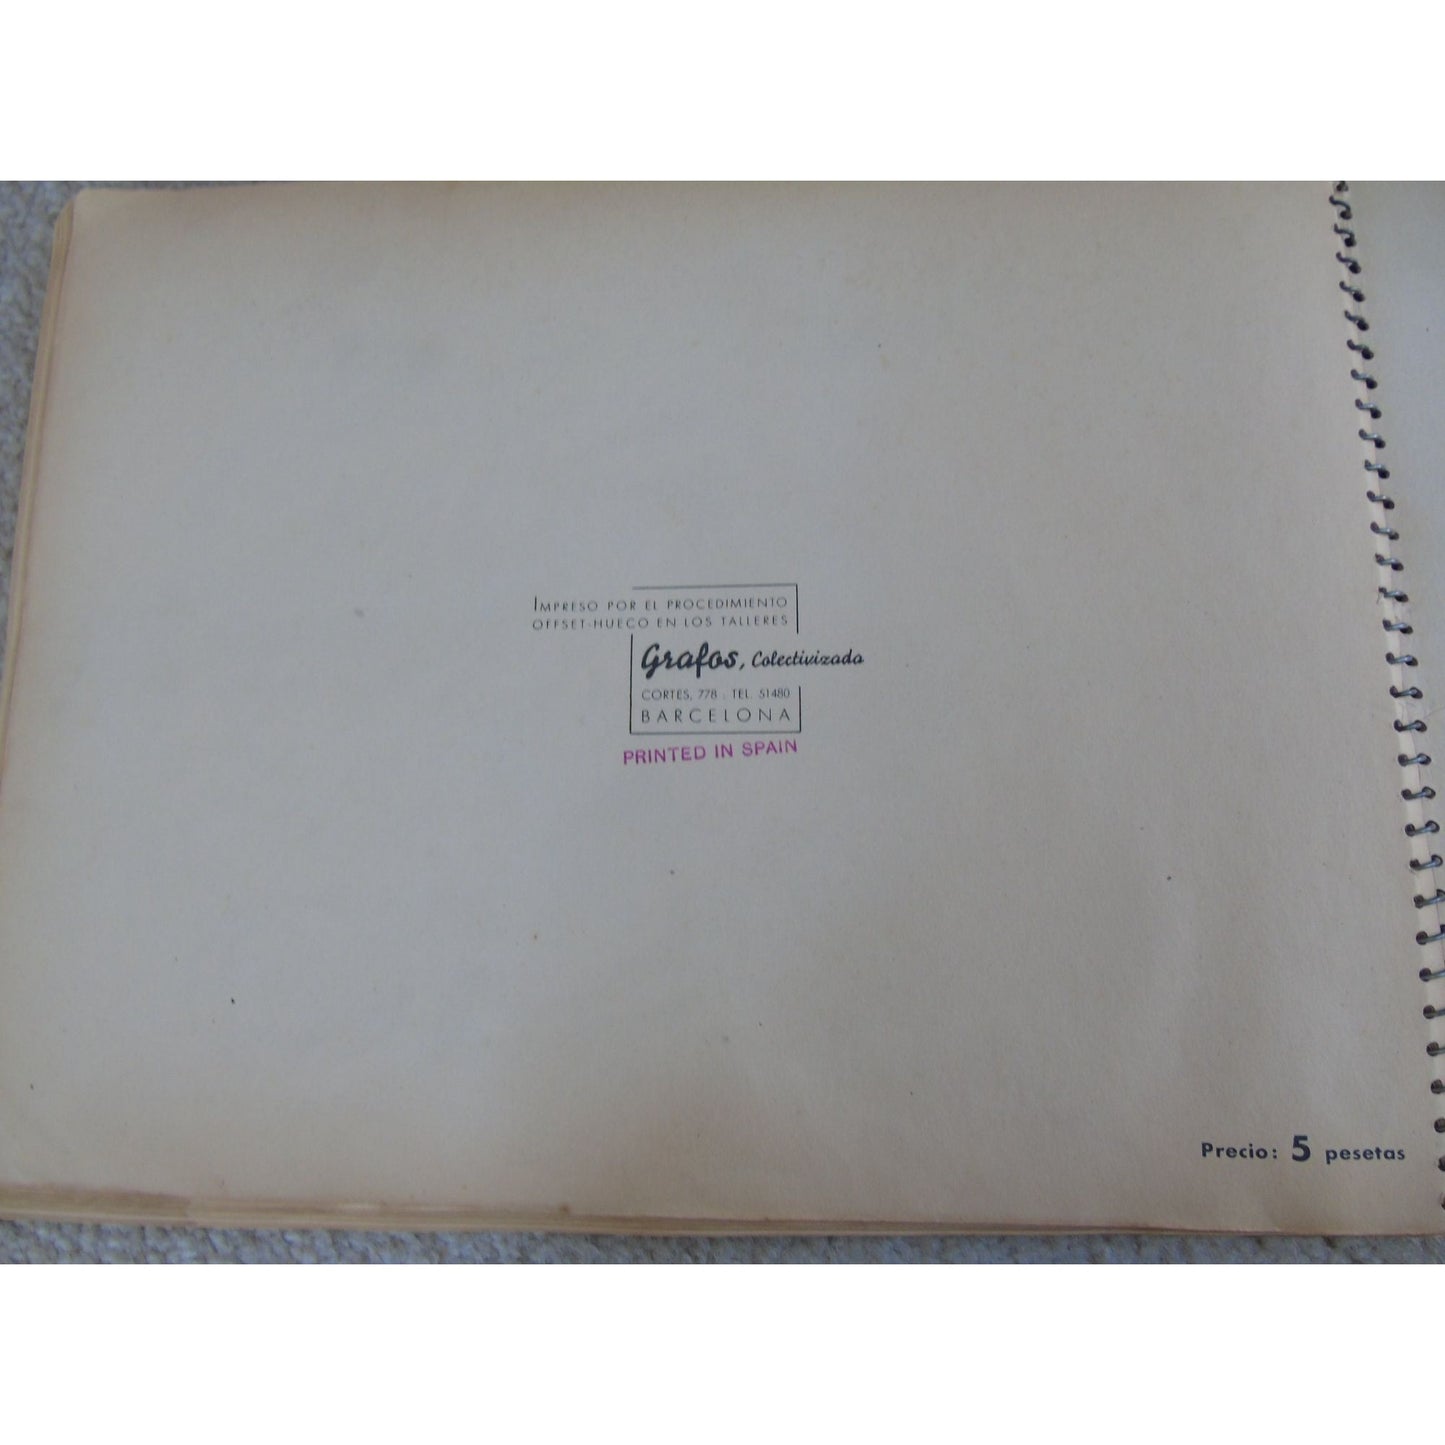 IMPRESO POR EL PROCEDIMIENTO
OFFSET-HUECO EN LOS TALLERES
Grafos, Colectivizada
CORTES, 778 . TEL. 51480
BARCELONA
PRINTED IN SPAIN
Precio: 5 pesetas